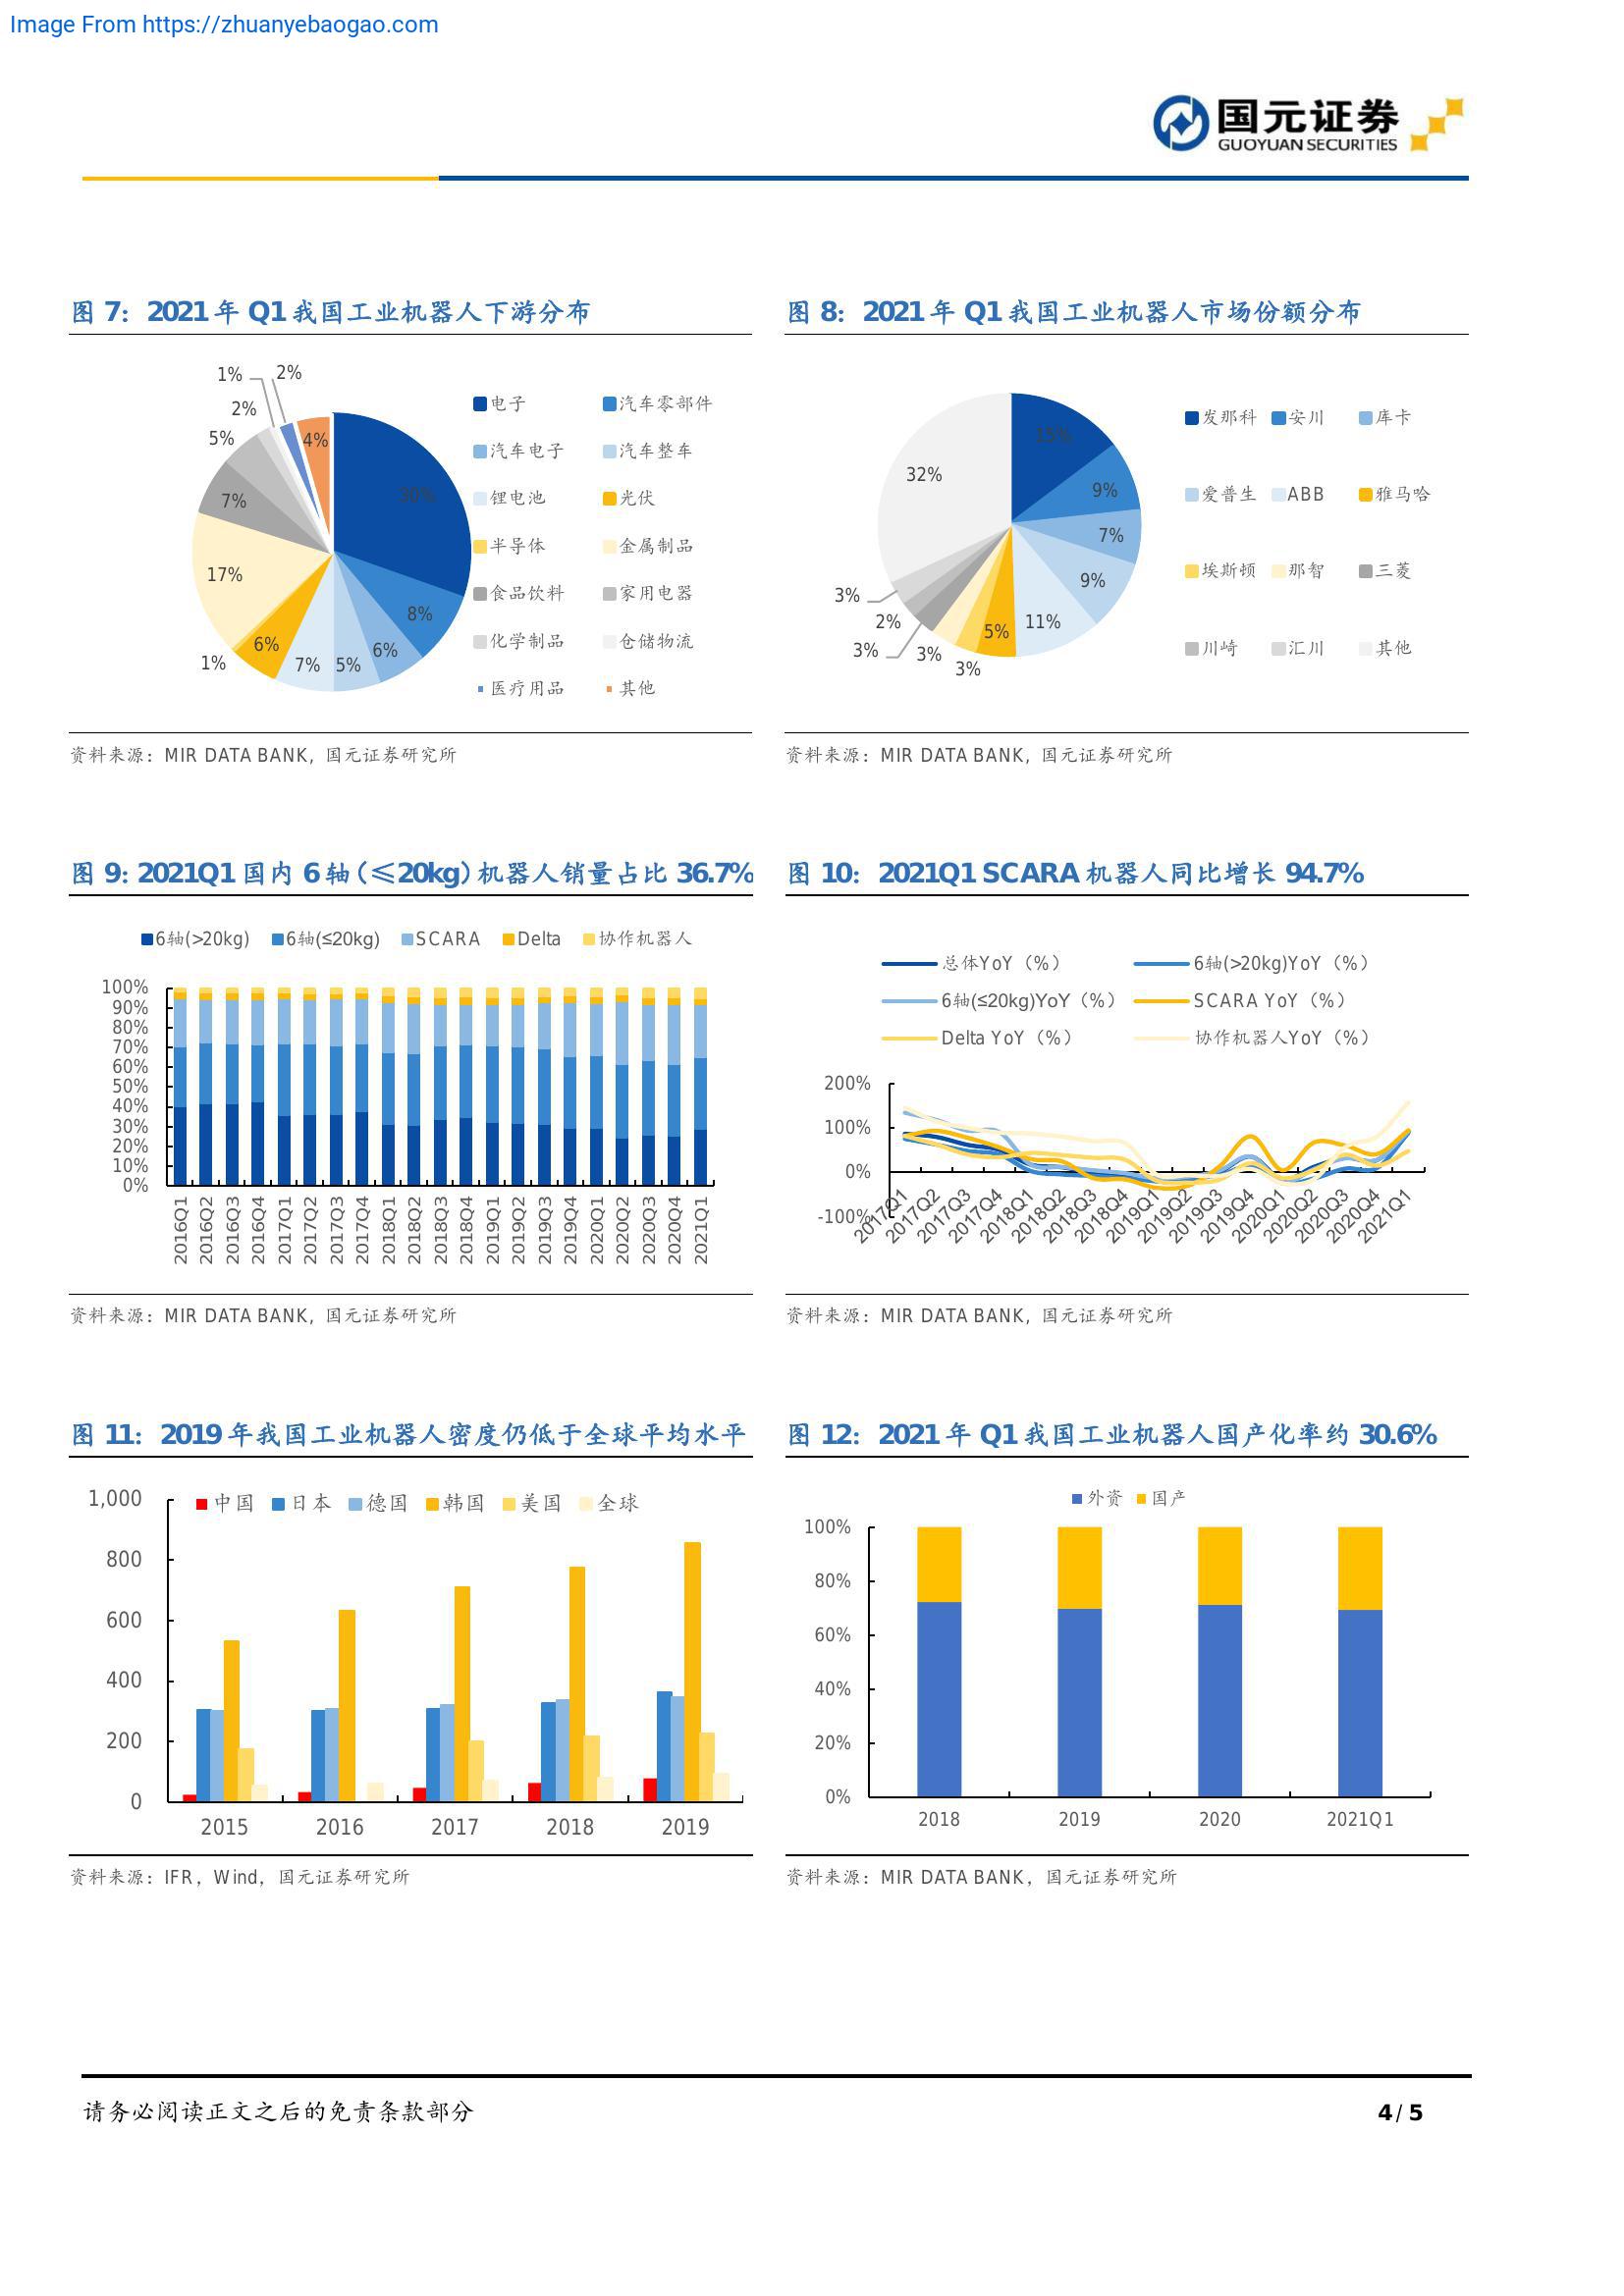 Image From https://zhuanyebaogao.com
国元证券
GUOYUAN SECURITIES
图 7： 2021 年 Q1 我国工业机器人下游分布
1% 2%
2%
5%
4%
7%
30%
17%
8%
1%
6%
7%
5%
6%
电子 汽车零部件
汽车电子 汽车整车
锂电池 光伏
半导体 金属制品
食品饮料 家用电器
化学制品 仓储物流
医疗用品 其他
资料来源：MIR DATA BANK，国元证券研究所
图 8： 2021 年 Q1 我国工业机器人市场份额分布
15%
32%
9%
7%
9%
3%
2%
11%
5%
3%
3%
3%
发那科 安川 库卡
爱普生 ABB 雅马哈
埃斯顿 那智 三菱
川崎 汇川 其他
资料来源：MIR DATA BANK，国元证券研究所
图 9: 2021Q1 国内 6 轴（≤20kg）机器人销量占比 36.7%
6轴(>20kg) 6轴(≤20kg) SCARA Delta 协作机器人
100%
90%
80%
70%
60%
50%
40%
30%
20%
10%
0%
2016Q1 2016Q2 2016Q3 2016Q4 2017Q1 2017Q2 2017Q3 2017Q4 2018Q1 2018Q2 2018Q3 2018Q4 2019Q1 2019Q2 2019Q3 2019Q4 2020Q1 2020Q2 2020Q3 2020Q4 2021Q1
资料来源：MIR DATA BANK，国元证券研究所
图 10： 2021Q1 SCARA 机器人同比增长 94.7%
总体YoY（%） 6轴(>20kg)YoY（%）
6轴(≤20kg)YoY（%） SCARA YoY（%）
Delta YoY（%） 协作机器人YoY（%）
200%
100%
0%
-100%
2017Q1 2017Q2 2017Q3 2017Q4 2018Q1 2018Q2 2018Q3 2018Q4 2019Q1 2019Q2 2019Q3 2019Q4 2020Q1 2020Q2 2020Q3 2020Q4 2021Q1
资料来源：MIR DATA BANK，国元证券研究所
图 11： 2019 年我国工业机器人密度仍低于全球平均水平
中国 日本 德国 韩国 美国 全球
1,000
800
600
400
200
0
2015 2016 2017 2018 2019
资料来源：IFR，Wind，国元证券研究所
图 12： 2021 年 Q1 我国工业机器人国产化率约 30.6%
外资 国产
100%
80%
60%
40%
20%
0%
2018 2019 2020 2021Q1
资料来源：MIR DATA BANK，国元证券研究所
请务必阅读正文之后的免责条款部分
4 / 5